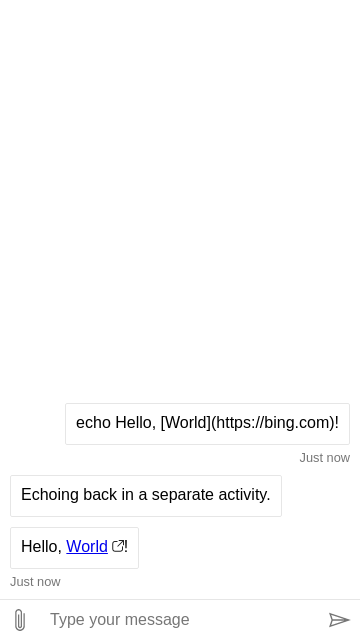 echo Hello, [World](https://bing.com)!
Just now
Echoing back in a separate activity.
Hello, World!
Just now
Type your message